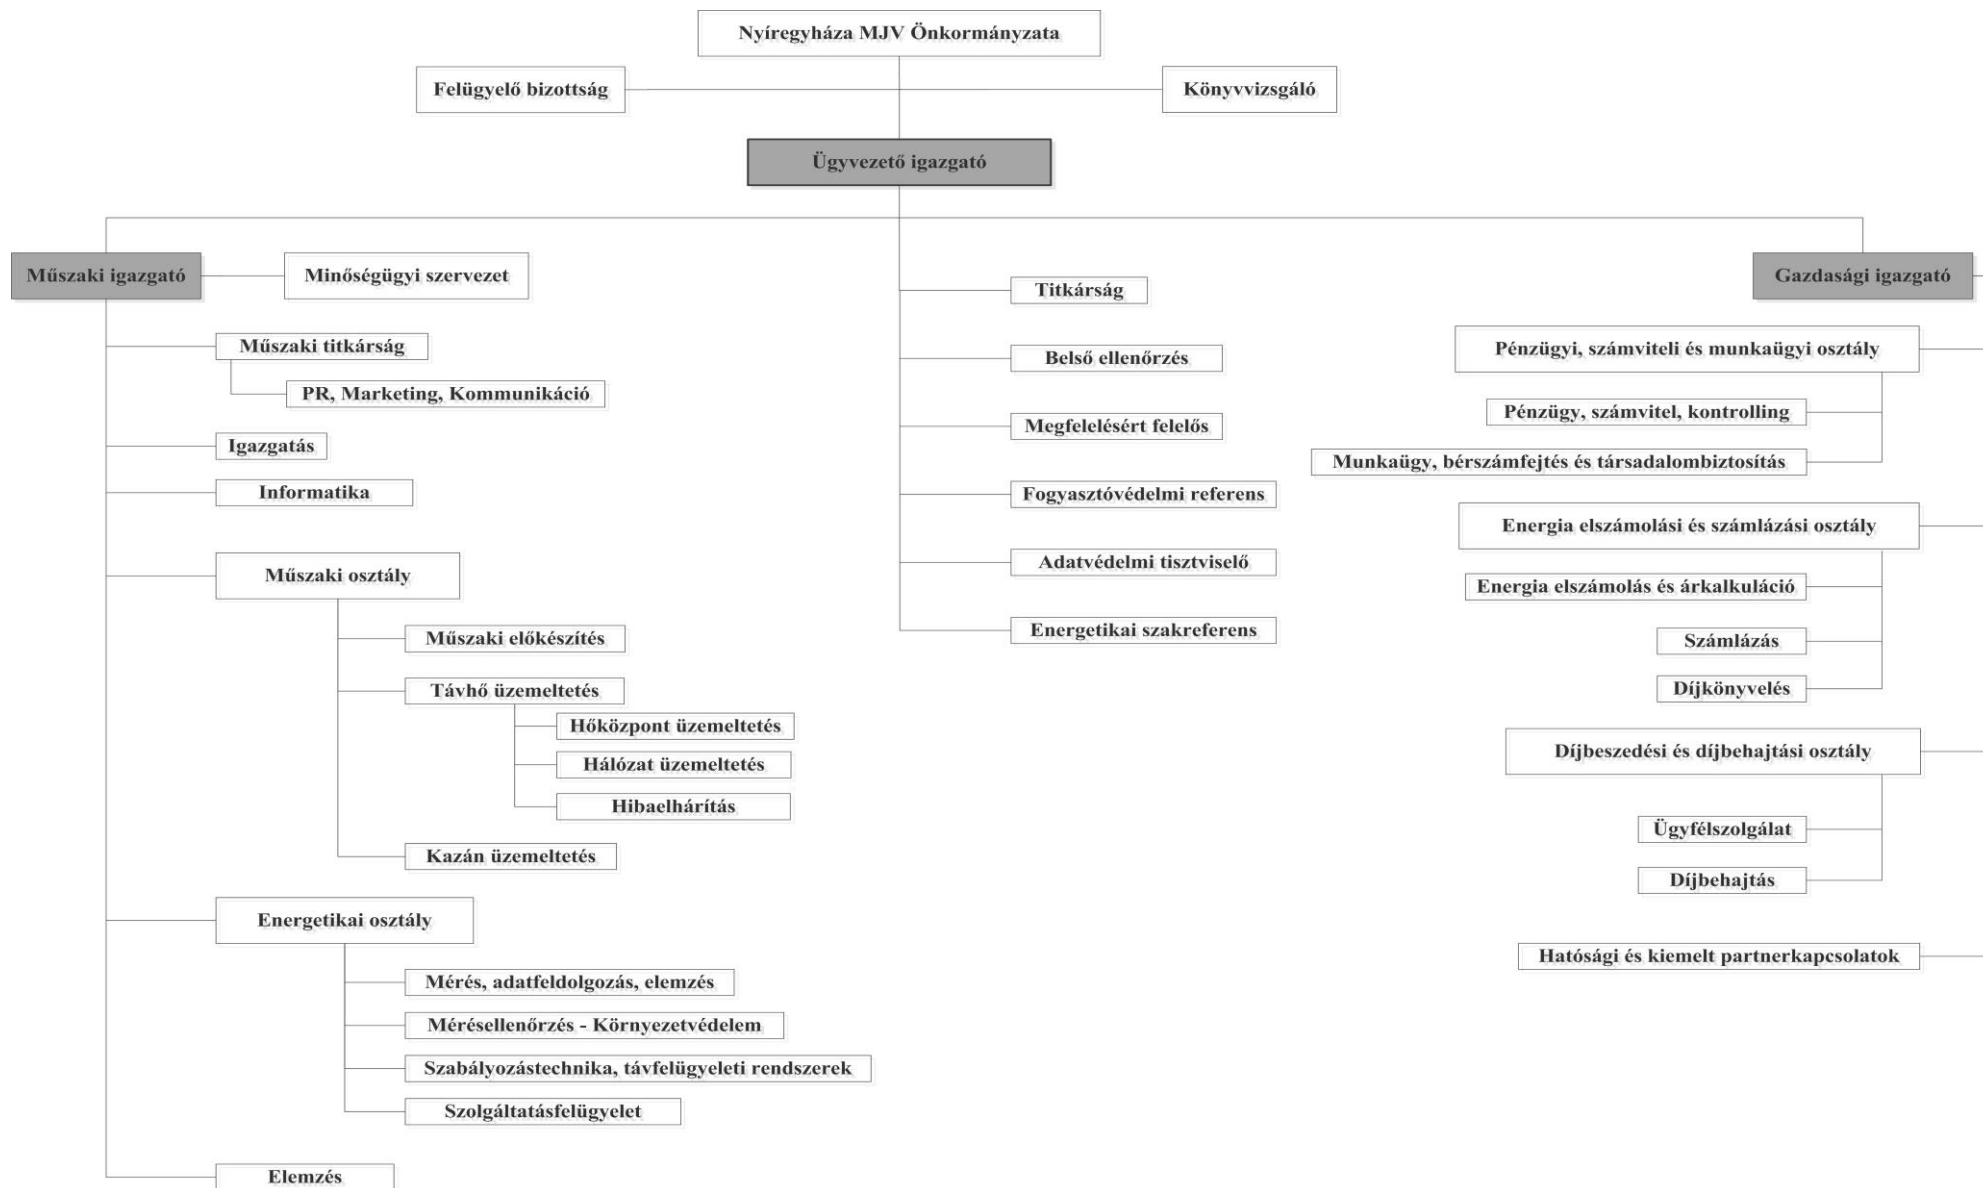 Nyíregyháza MJV Önkormányzata
Felügyelő bizottság
Könyvvizsgáló
Ügyvezető igazgató
Műszaki igazgató
Minőségügyi szervezet
Műszaki titkárság
PR, Marketing, Kommunikáció
Igazgatás
Informatika
Műszaki osztály
Műszaki előkészítés
Távhő üzemeltetés
Hőközpont üzemeltetés
Hálózat üzemeltetés
Hibaelhárítás
Kazán üzemeltetés
Energetikai osztály
Mérés, adatfeldolgozás, elemzés
Mérésellenőrzés - Környezetvédelem
Szabályozástechnika, távfelügyeleti rendszerek
Szolgáltatásfelügyelet
Elemzés
Titkárság
Belső ellenőrzés
Megfelelésért felelős
Fogyasztóvédelmi referens
Adatvédelmi tisztviselő
Energetikai szakreferens
Gazdasági igazgató
Pénzügyi, számviteli és munkaügyi osztály
Pénzügy, számvitel, kontrolling
Munkaügy, bérszámfejtés és társadalombiztosítás
Energia elszámolási és számlázási osztály
Energia elszámolás és árkalkuláció
Számlázás
Díjkönyvelés
Díjbeszedési és díjbehajtási osztály
Ügyfélszolgálat
Díjbehajtás
Hatósági és kiemelt partnerkapcsolatok